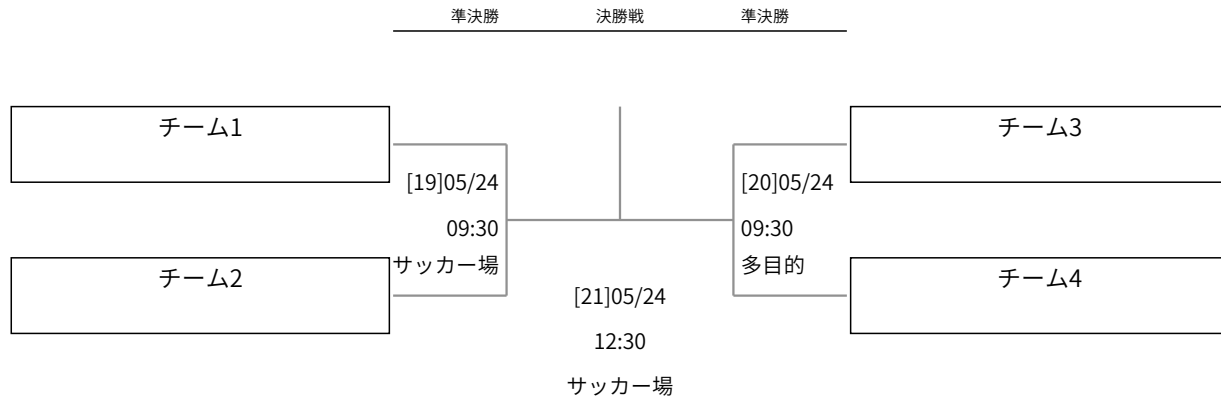 準決勝 決勝戦 準決勝
チーム1
チーム3
[19]05/24
[20]05/24
09:30
09:30
サッカー場
多目的
チーム2
チーム4
[21]05/24
12:30
サッカー場